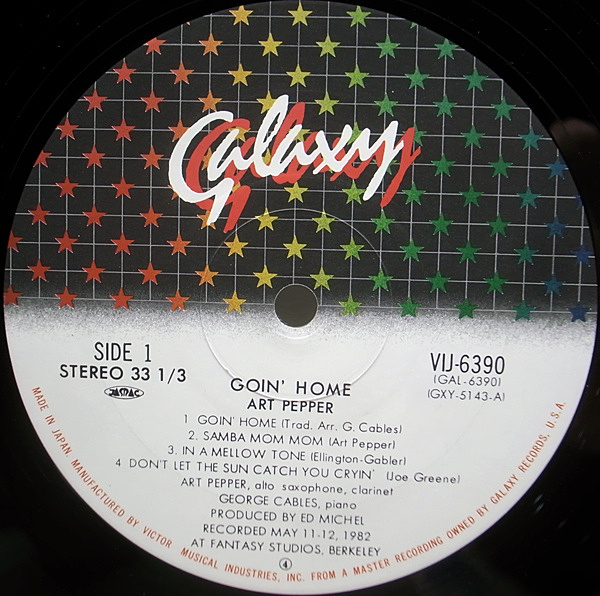 Galaxy
SIDE 1
STEREO 33 1/3
JASRAC
VIJ-6390
(GAL-6390)
(GXY-5143-A)
GOIN' HOME
ART PEPPER
1 GOIN' HOME (Trad. Arr. G. Cables)
2. SAMBA MOM MOM (Art Pepper)
3. IN A MELLOW TONE (Ellington-Gabler)
4 DON'T LET THE SUN CATCH YOU CRYIN' (Joe Greene)
ART PEPPER, alto saxophone, clarinet
GEORGE CABLES, piano
PRODUCED BY ED MICHEL
RECORDED MAY 11-12, 1982
AT FANTASY STUDIOS, BERKELEY
4
MADE IN JAPAN. MANUFACTURED BY VICTOR MUSICAL INDUSTRIES, INC. FROM A MASTER RECORDING OWNED BY GALAXY RECORDS, U.S.A.